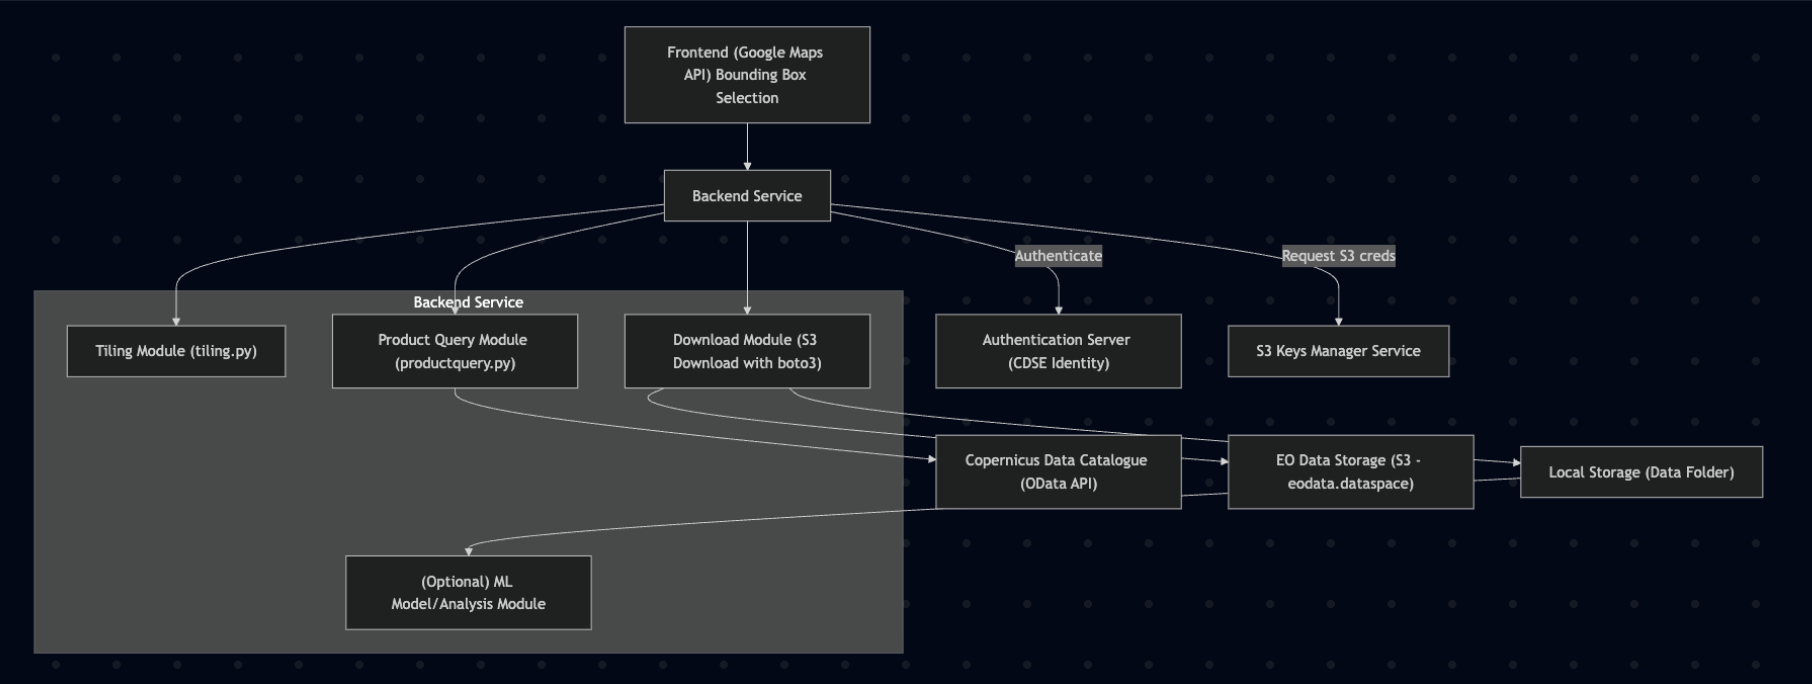 Frontend (Google Maps
API) Bounding Box
Selection
Backend Service
Authenticate
Request S3 creds
Backend Service
Tiling Module (tiling.py)
Product Query Module
(productquery.py)
Download Module (S3
Download with boto3)
Authentication Server
(CDSE Identity)
S3 Keys Manager Service
Copernicus Data Catalogue
(OData API)
EO Data Storage (S3 -
eodata.dataspace)
Local Storage (Data Folder)
(Optional) ML
Model/Analysis Module